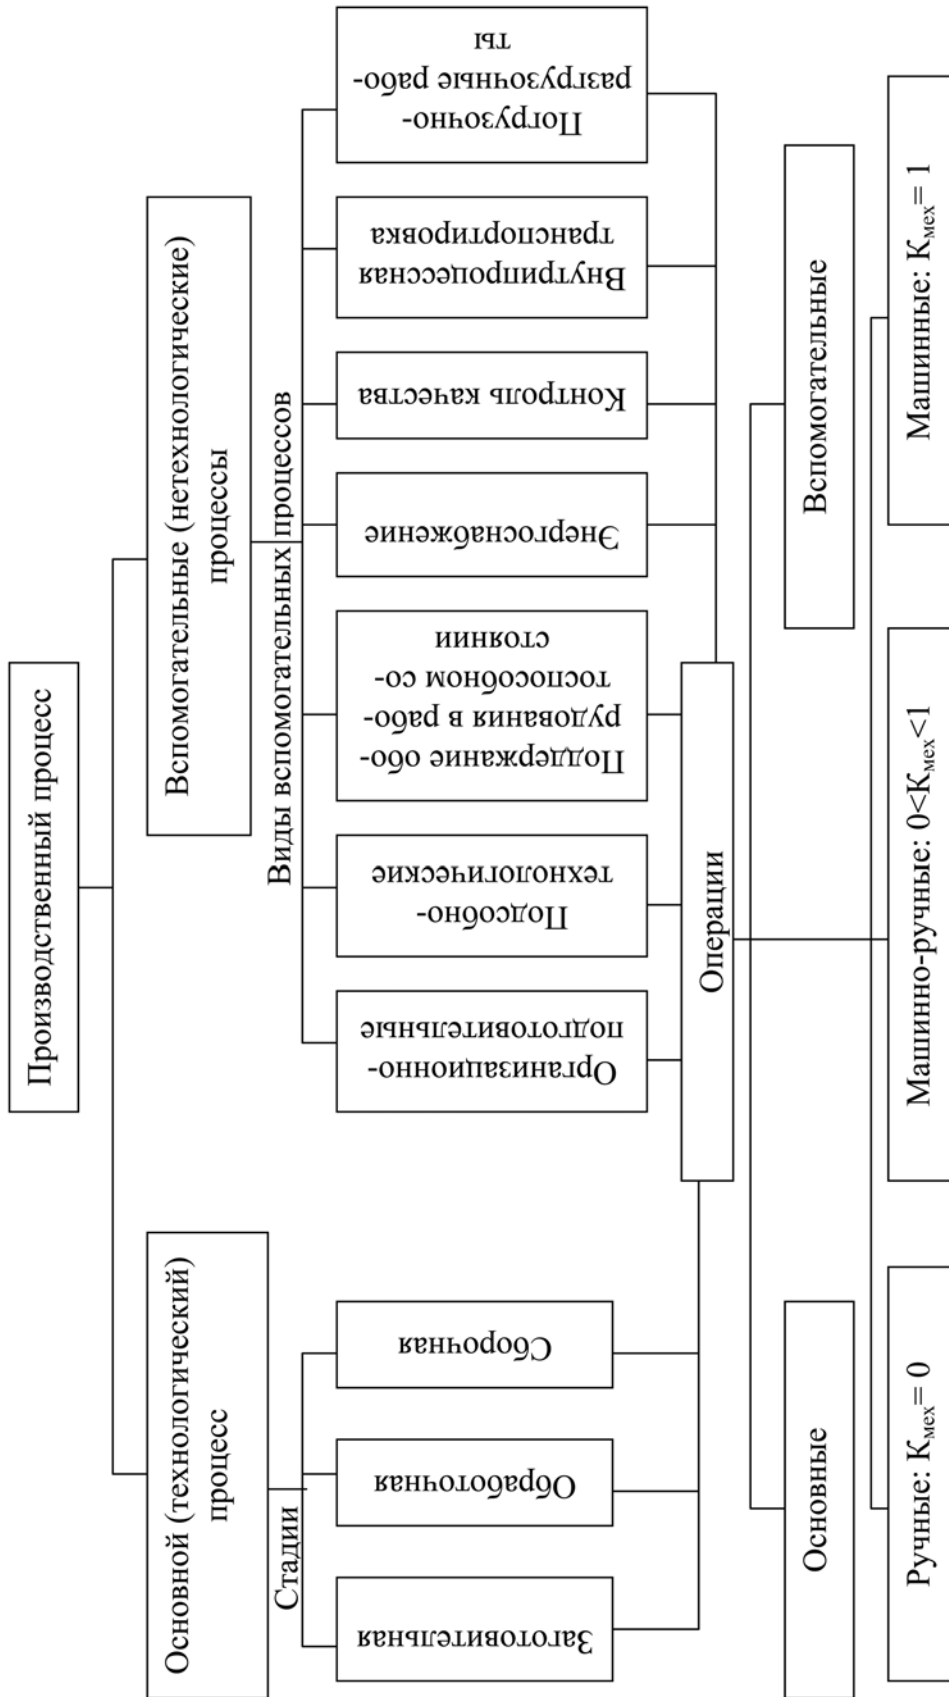 Производственный процесс
Основной (технологический)
процесс
Вспомогательные (нетехнологические)
процессы
Стадии
Виды вспомогательных процессов
Заготовительная
Обработочная
Сборочная
Организационно-
подготовительные
Подсобно-
технологические
Поддержание обо-
рудования в рабо-
тоспособном со-
стоянии
Энергоснабжение
Контроль качества
Внутрипроцессная
транспортировка
Погрузочно-
разгрузочные рабо-
ты
Операции
Основные
Вспомогательные
Ручные: Kмех= 0
Машинно-ручные: 0<Kмех<1
Машинные: Kмех= 1